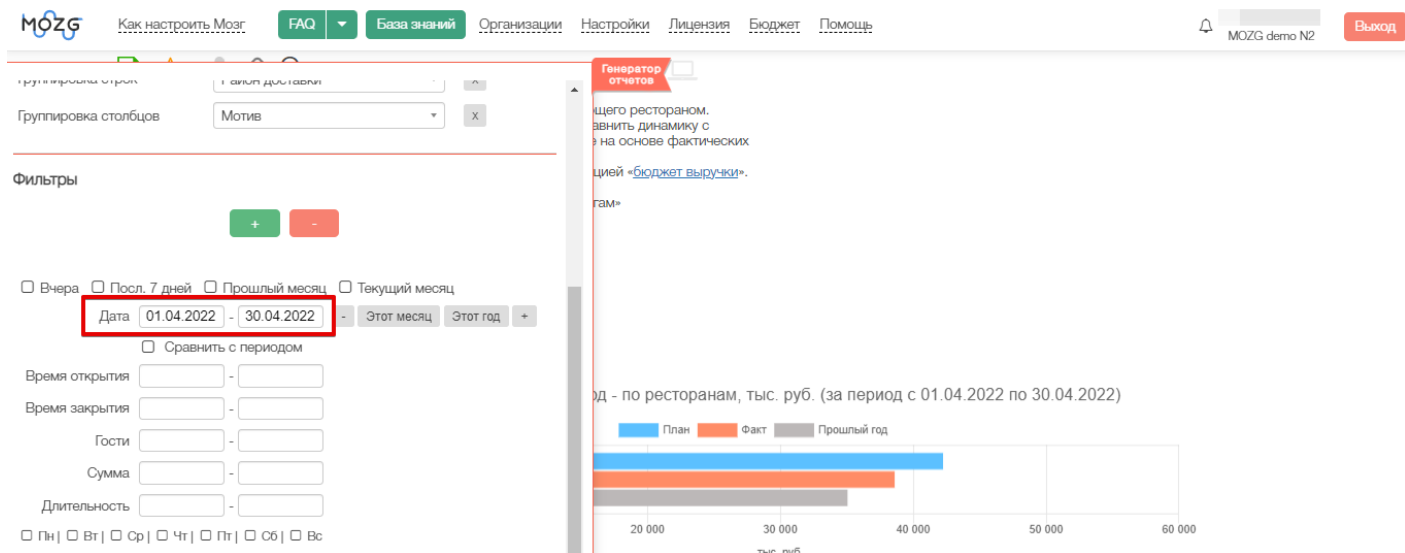 MOZG Как настроить Мозг FAQ База знаний Организации Настройки Лицензия Бюджет Помощь MOZG demo N2 Выход
Генератор отчетов
Группировка строк Район доставки x
Группировка столбцов Мотив x
Фильтры
+ -
Вчера Посл. 7 дней Прошлый месяц Текущий месяц
Дата 01.04.2022 - 30.04.2022 - Этот месяц Этот год +
Сравнить с периодом
Время открытия -
Время закрытия -
Гости -
Сумма -
Длительность -
Пн | Вт | Ср | Чт | Пт | Сб | Вс
щего рестораном.
авнить динамику с
на основе фактических
цией «бюджет выручки».
гам»
од - по ресторанам, тыс. руб. (за период с 01.04.2022 по 30.04.2022)
План Факт Прошлый год
20 000 30 000 40 000 50 000 60 000
тыс. руб.